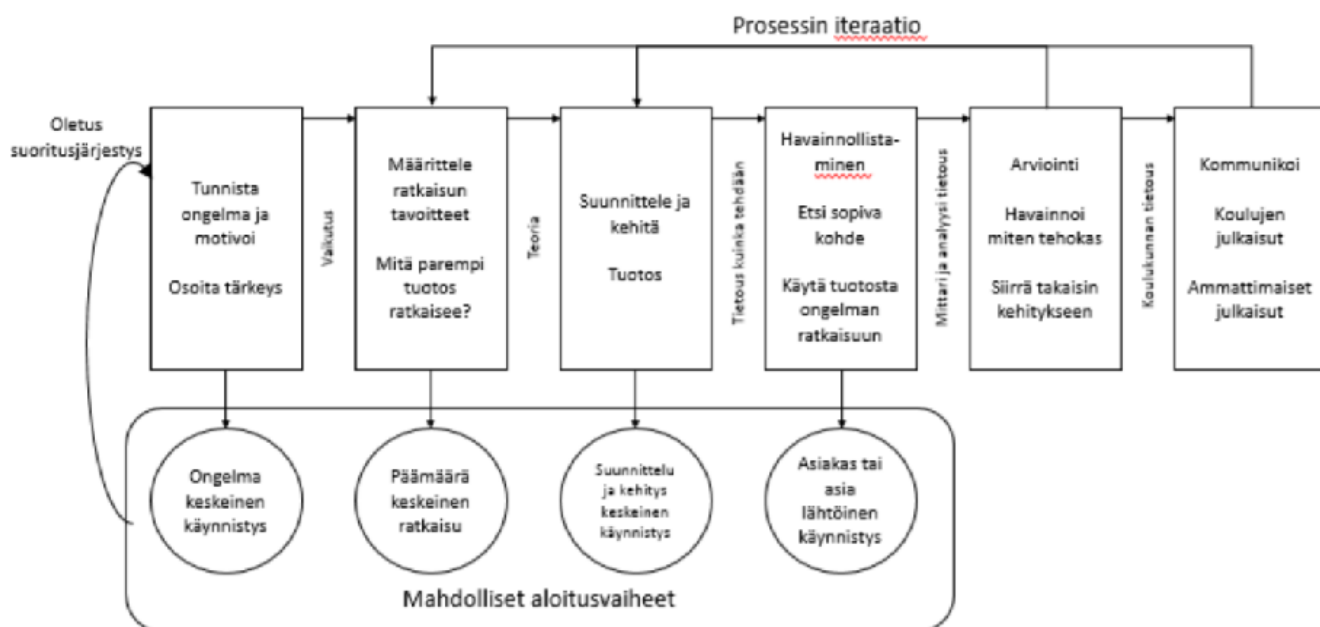 Prosessin iteraatio
Oletus
suoritusjärjestys
Tunnista
ongelma ja
motivoi
Osoita tärkeys
Vaikutus
Määrittele
ratkaisun
tavoitteet
Mitä parempi
tuotos
ratkaisee?
Teoria
Suunnittele ja
kehitä
Tuotos
Tietous kuinka tehdään
Havainnollista-
minen
Etsi sopiva
kohde
Käytä tuotosta
ongelman
ratkaisuun
Mittari ja analyysi tietous
Arviointi
Havainnoi
miten tehokas
Siirrä takaisin
kehitykseen
Koulukunnan tietous
Kommunikoi
Koulujen
julkaisut
Ammattimaiset
julkaisut
Ongelma
keskeinen
käynnistys
Päämäärä
keskeinen
ratkaisu
Suunnittelu
ja kehitys
keskeinen
käynnistys
Asiakas tai
asia
lähtöinen
käynnistys
Mahdolliset aloitusvaiheet